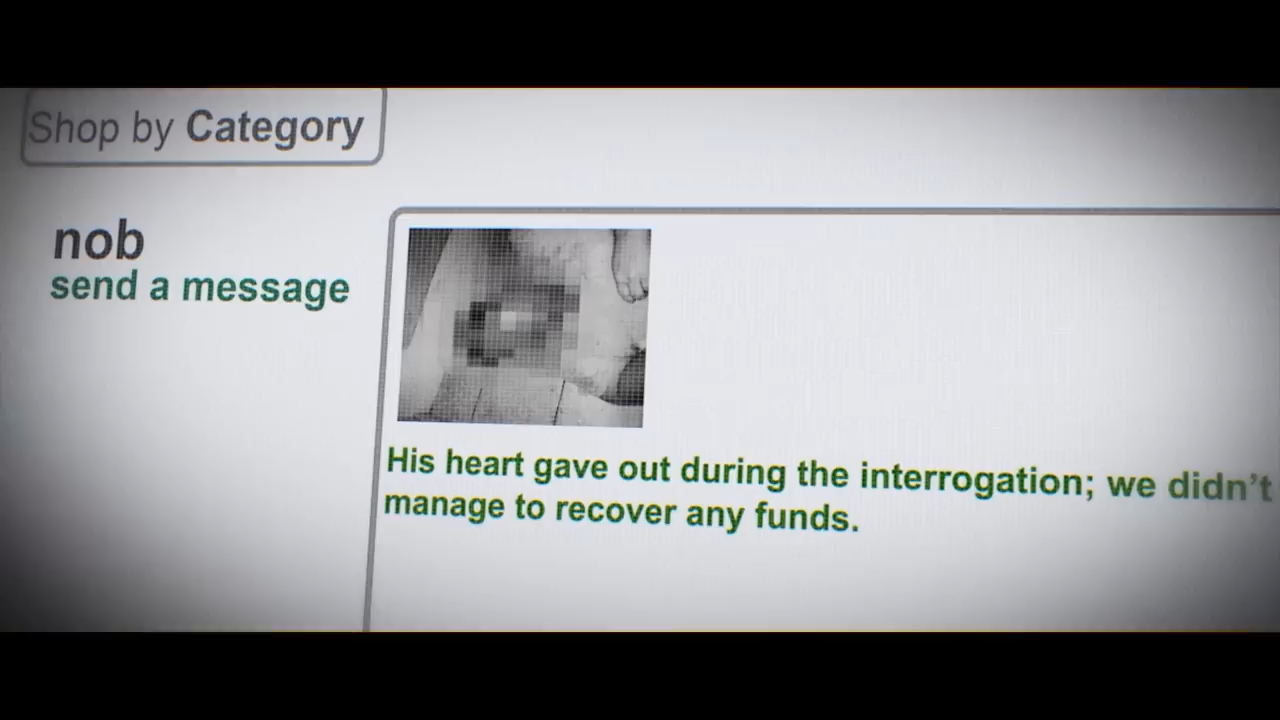 Shop by Category
nob
send a message
His heart gave out during the interrogation; we didn’t
manage to recover any funds.